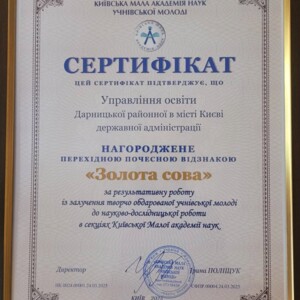 КИЇВСЬКА МАЛА АКАДЕМІЯ НАУК
УЧНІВСЬКОЇ МОЛОДІ
СЕРТИФІКАТ
ЦЕЙ СЕРТИФІКАТ ПІДТВЕРДЖУЄ, ЩО
Управління освіти
Дарницької районної в місті Києві
державної адміністрації
НАГОРОДЖЕНЕ
ПЕРЕХІДНОЮ ПОЧЕСНОЮ ВІДЗНАКОЮ
«Золота сова»
за результативну роботу
із залучення творчо обдарованої учнівської молоді
до науково-дослідницької роботи
в секціях Київської Малої академії наук
Директор
Ірина ПОЛІЩУК
КИЇВ